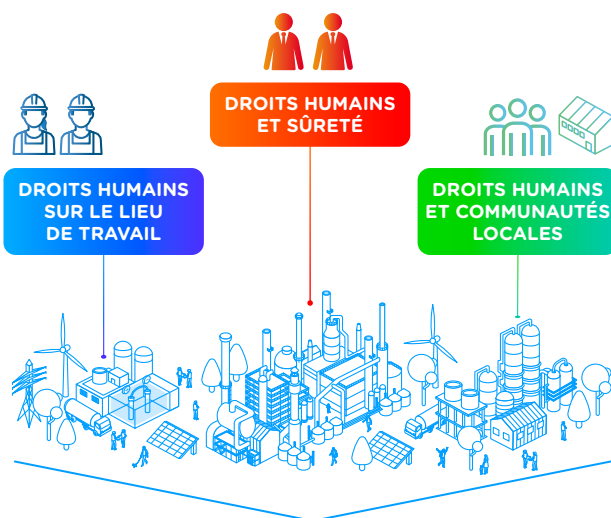 DROITS HUMAINS
ET SÛRETÉ
DROITS HUMAINS
SUR LE LIEU
DE TRAVAIL
DROITS HUMAINS
ET COMMUNAUTÉS
LOCALES